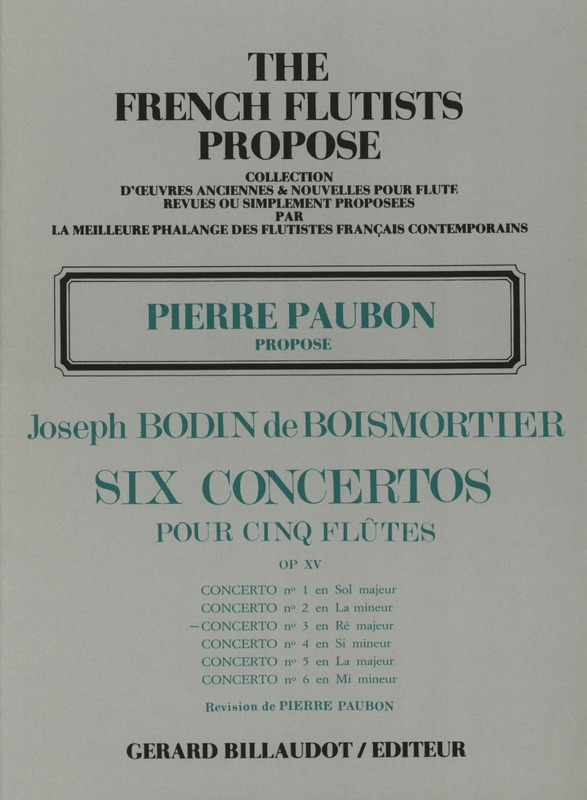 THE
FRENCH FLUTISTS
PROPOSE
COLLECTION
D'ŒUVRES ANCIENNES & NOUVELLES POUR FLUTE
REVUES OU SIMPLEMENT PROPOSEES
PAR
LA MEILLEURE PHALANGE DES FLUTISTES FRANÇAIS CONTEMPORAINS
PIERRE PAUBON
PROPOSE
Joseph BODIN de BOISMORTIER
SIX CONCERTOS
POUR CINQ FLÛTES
OP XV
CONCERTO nº 1 en Sol majeur
CONCERTO nº 2 en La mineur
–CONCERTO nº 3 en Ré majeur
CONCERTO nº 4 en Si mineur
CONCERTO nº 5 en La majeur
CONCERTO nº 6 en Mi mineur
Revision de PIERRE PAUBON
GERARD BILLAUDOT / EDITEUR